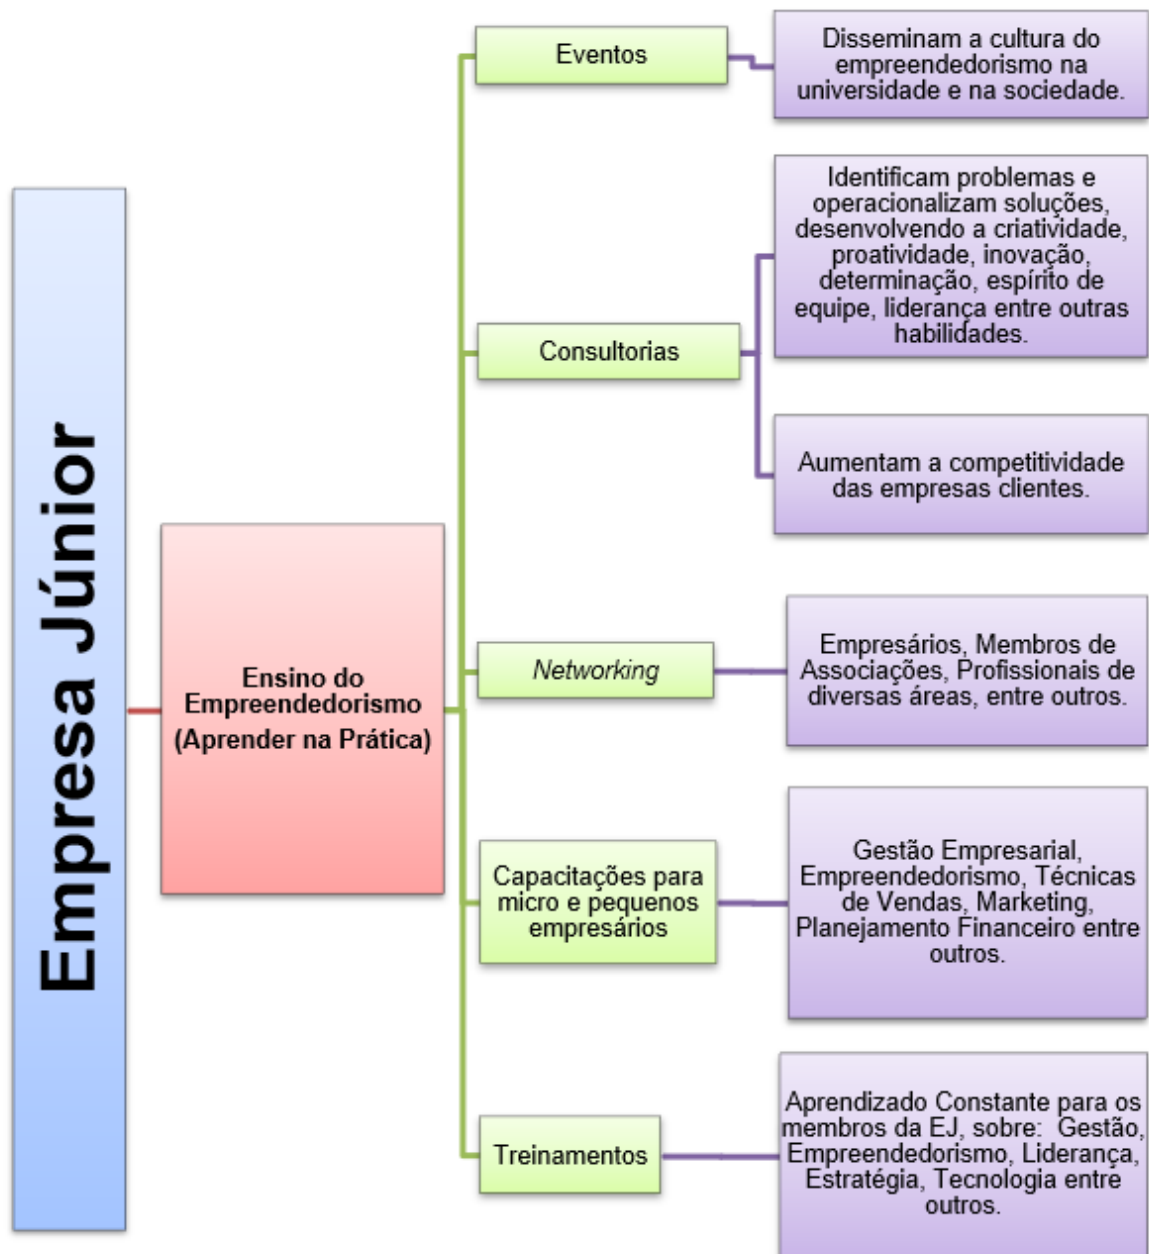 Empresa Júnior
Ensino do
Empreendedorismo
(Aprender na Prática)
Eventos
Disseminam a cultura do
empreendedorismo na
universidade e na sociedade.
Consultorias
Identificam problemas e
operacionalizam soluções,
desenvolvendo a criatividade,
proatividade, inovação,
determinação, espírito de
equipe, liderança entre outras
habilidades.
Aumentam a competitividade
das empresas clientes.
Networking
Empresários, Membros de
Associações, Profissionais de
diversas áreas, entre outros.
Capacitações para
micro e pequenos
empresários
Gestão Empresarial,
Empreendedorismo, Técnicas
de Vendas, Marketing,
Planejamento Financeiro entre
outros.
Treinamentos
Aprendizado Constante para os
membros da EJ, sobre: Gestão,
Empreendedorismo, Liderança,
Estratégia, Tecnologia entre
outros.